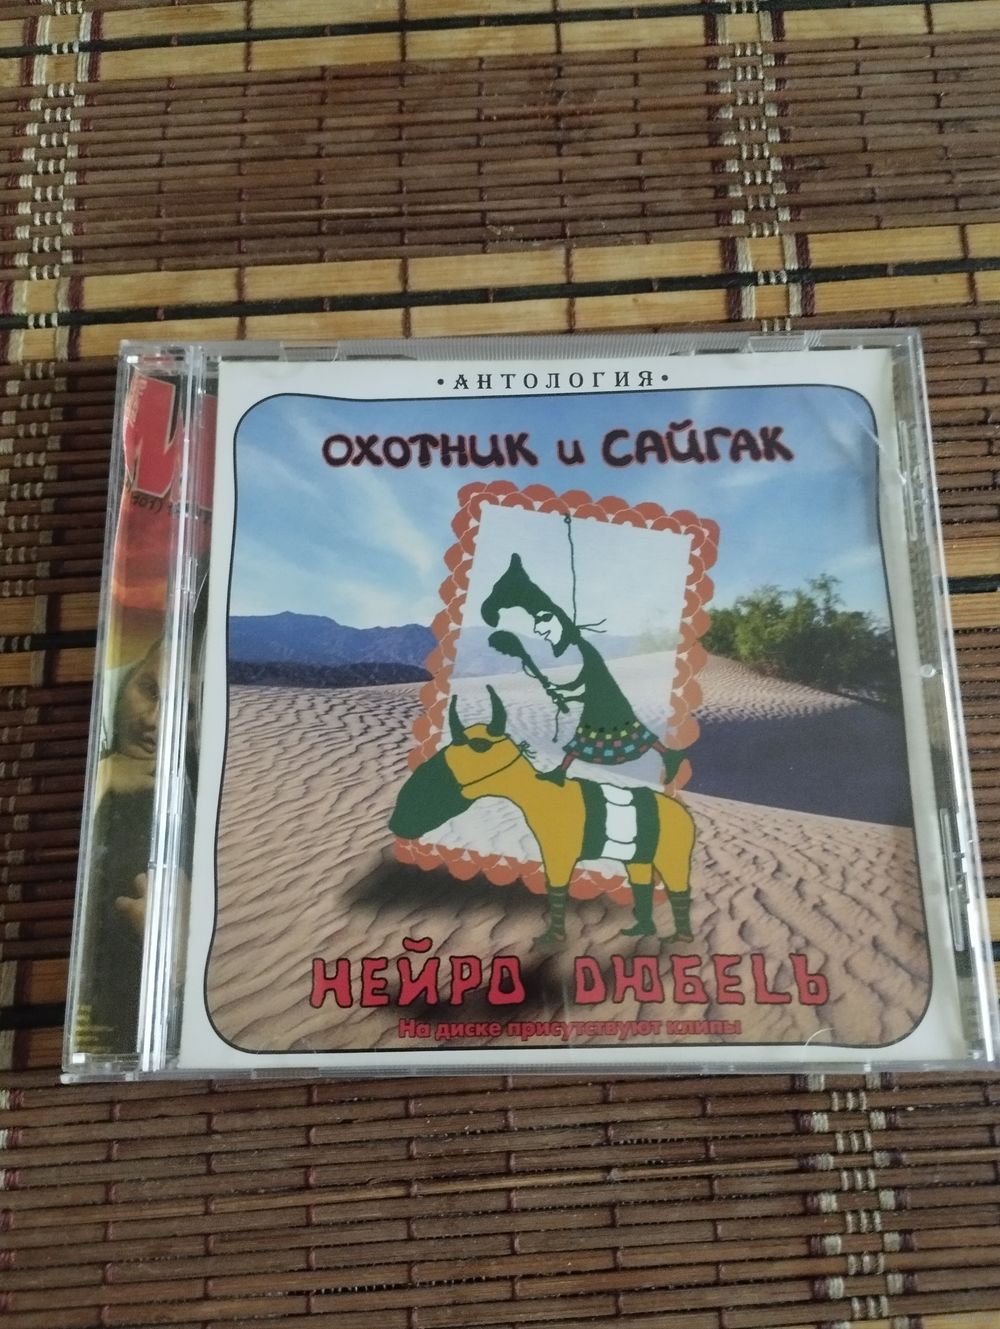 •АНТОЛОГИЯ•
ОХОТНИК и САЙГАК
НЕЙРО ДЮБЕЛЬ
На диске присутствуют клипы